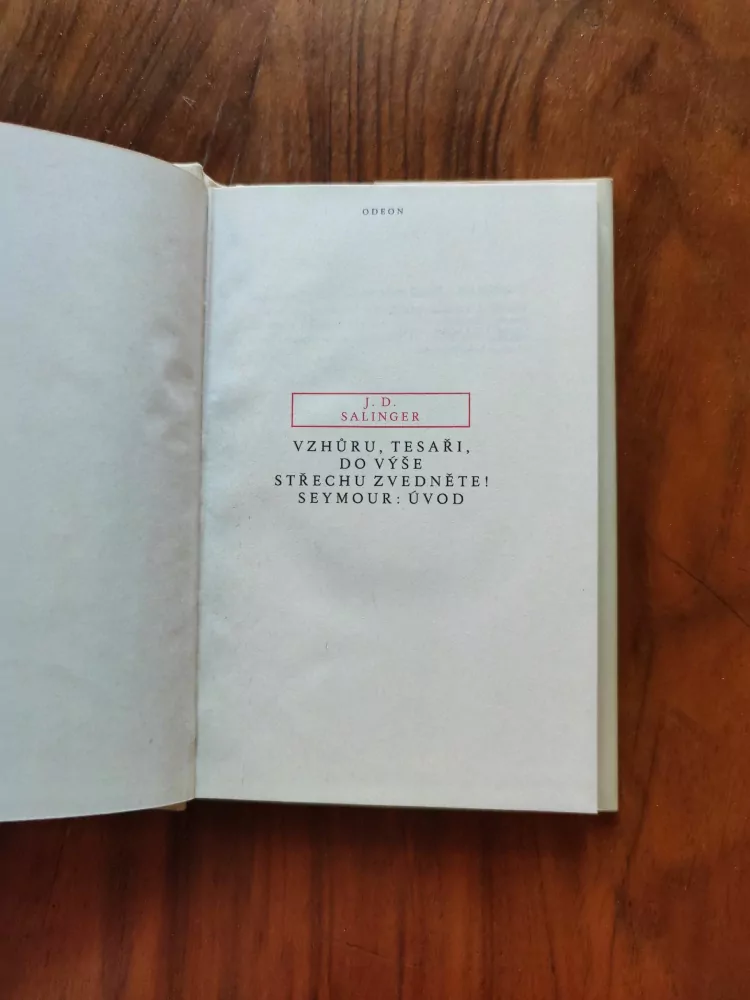 ODEON
J. D.
SALINGER
VZHŮRU, TESAŘI,
DO VÝŠE
STŘECHU ZVEDNĚTE!
SEYMOUR: ÚVOD